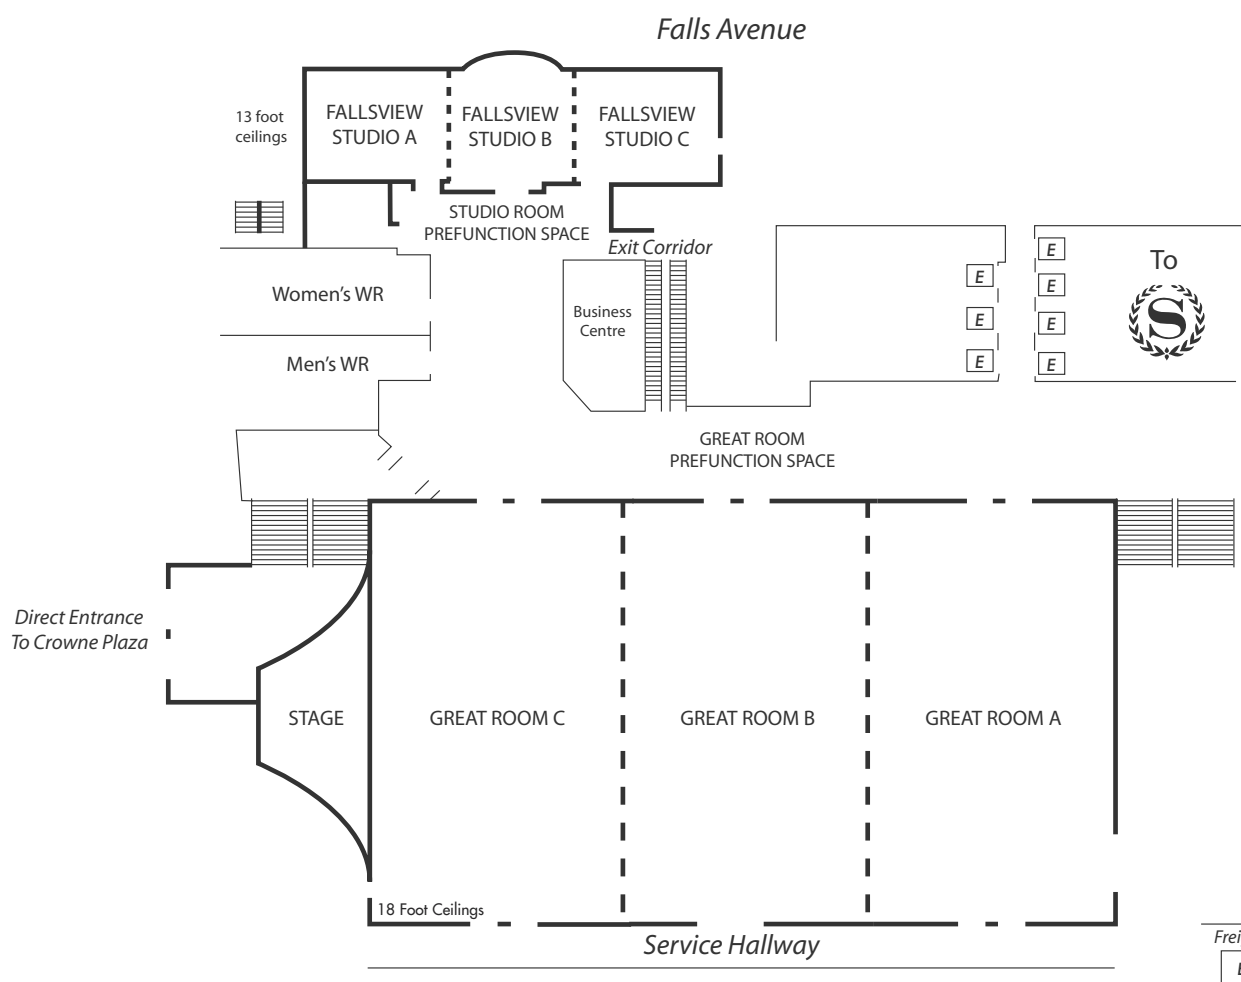 Falls Avenue
13 foot
ceilings
FALLSVIEW
STUDIO A
FALLSVIEW
STUDIO B
FALLSVIEW
STUDIO C
STUDIO ROOM
PREFUNCTION SPACE
Exit Corridor
Women's WR
Men's WR
Business
Centre
E
E
E
E
E
E
E
To
S
GREAT ROOM
PREFUNCTION SPACE
Direct Entrance
To Crowne Plaza
STAGE
GREAT ROOM C
GREAT ROOM B
GREAT ROOM A
18 Foot Ceilings
Service Hallway